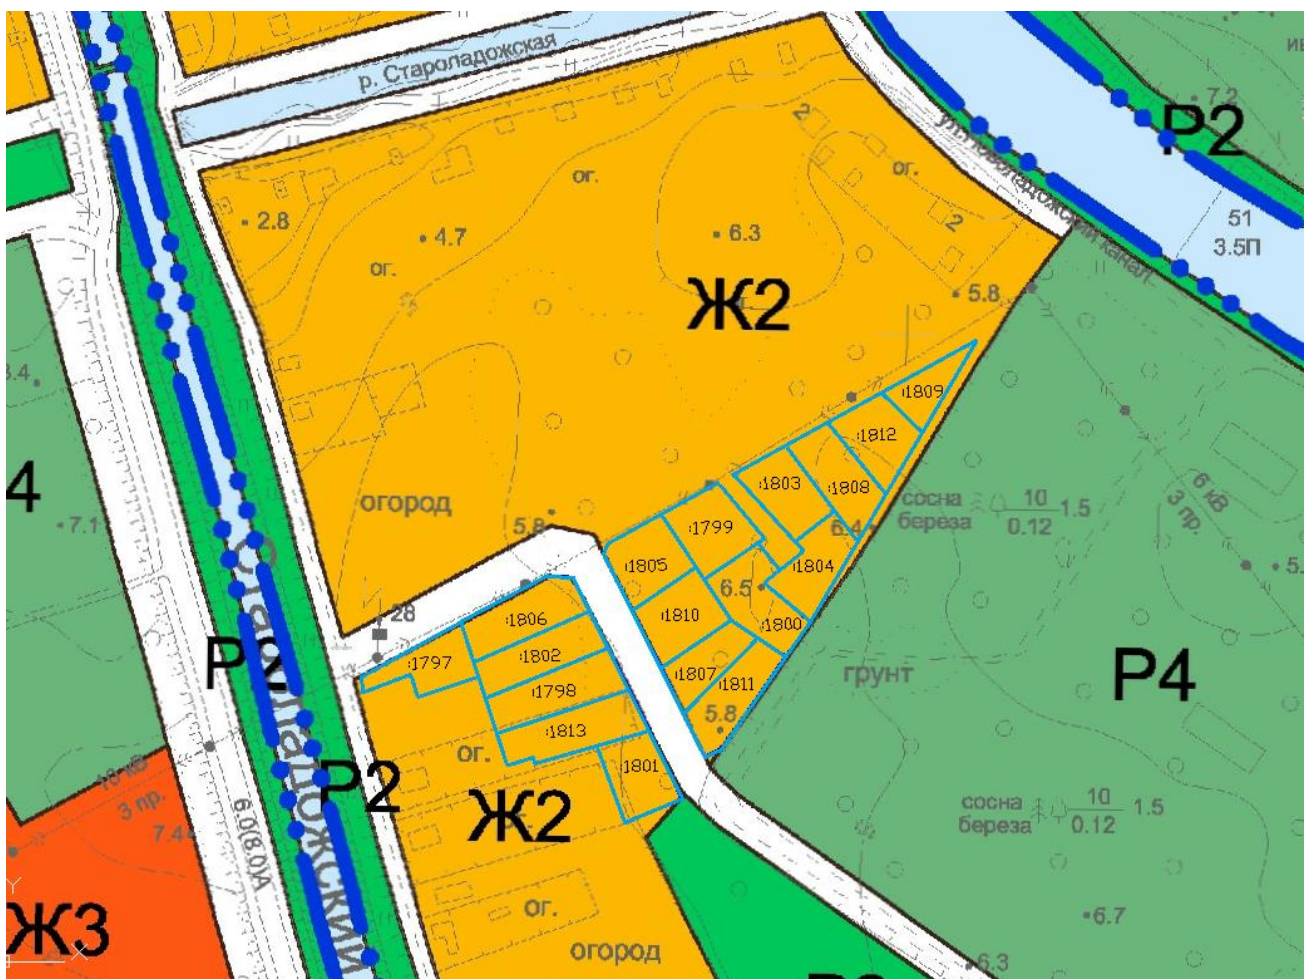 р. Староладожская
2
Р2
7.2
ог.
ог.
2
51
3.5П
2.8
4.7
6.3
ог.
Ж2
5.8
3.4
:1809
:1812
4
огород
:1803
:1808
сосна
береза
10
0.12
1.5
6 кВ
3 пр.
7.1
5.8
:1799
6.4
:1805
:1804
6.5
28
:1806
:1810
:1800
Р2
:1797
:1802
:1807
грунт
Р4
:1798
:1811
5.8
:1813
ог.
:1801
10 кВ
3 пр.
7.44
Р2
6.0(8.0)А
Ж2
сосна
береза
10
0.12
1.5
Ж3
ог.
6.7
огород
6.3